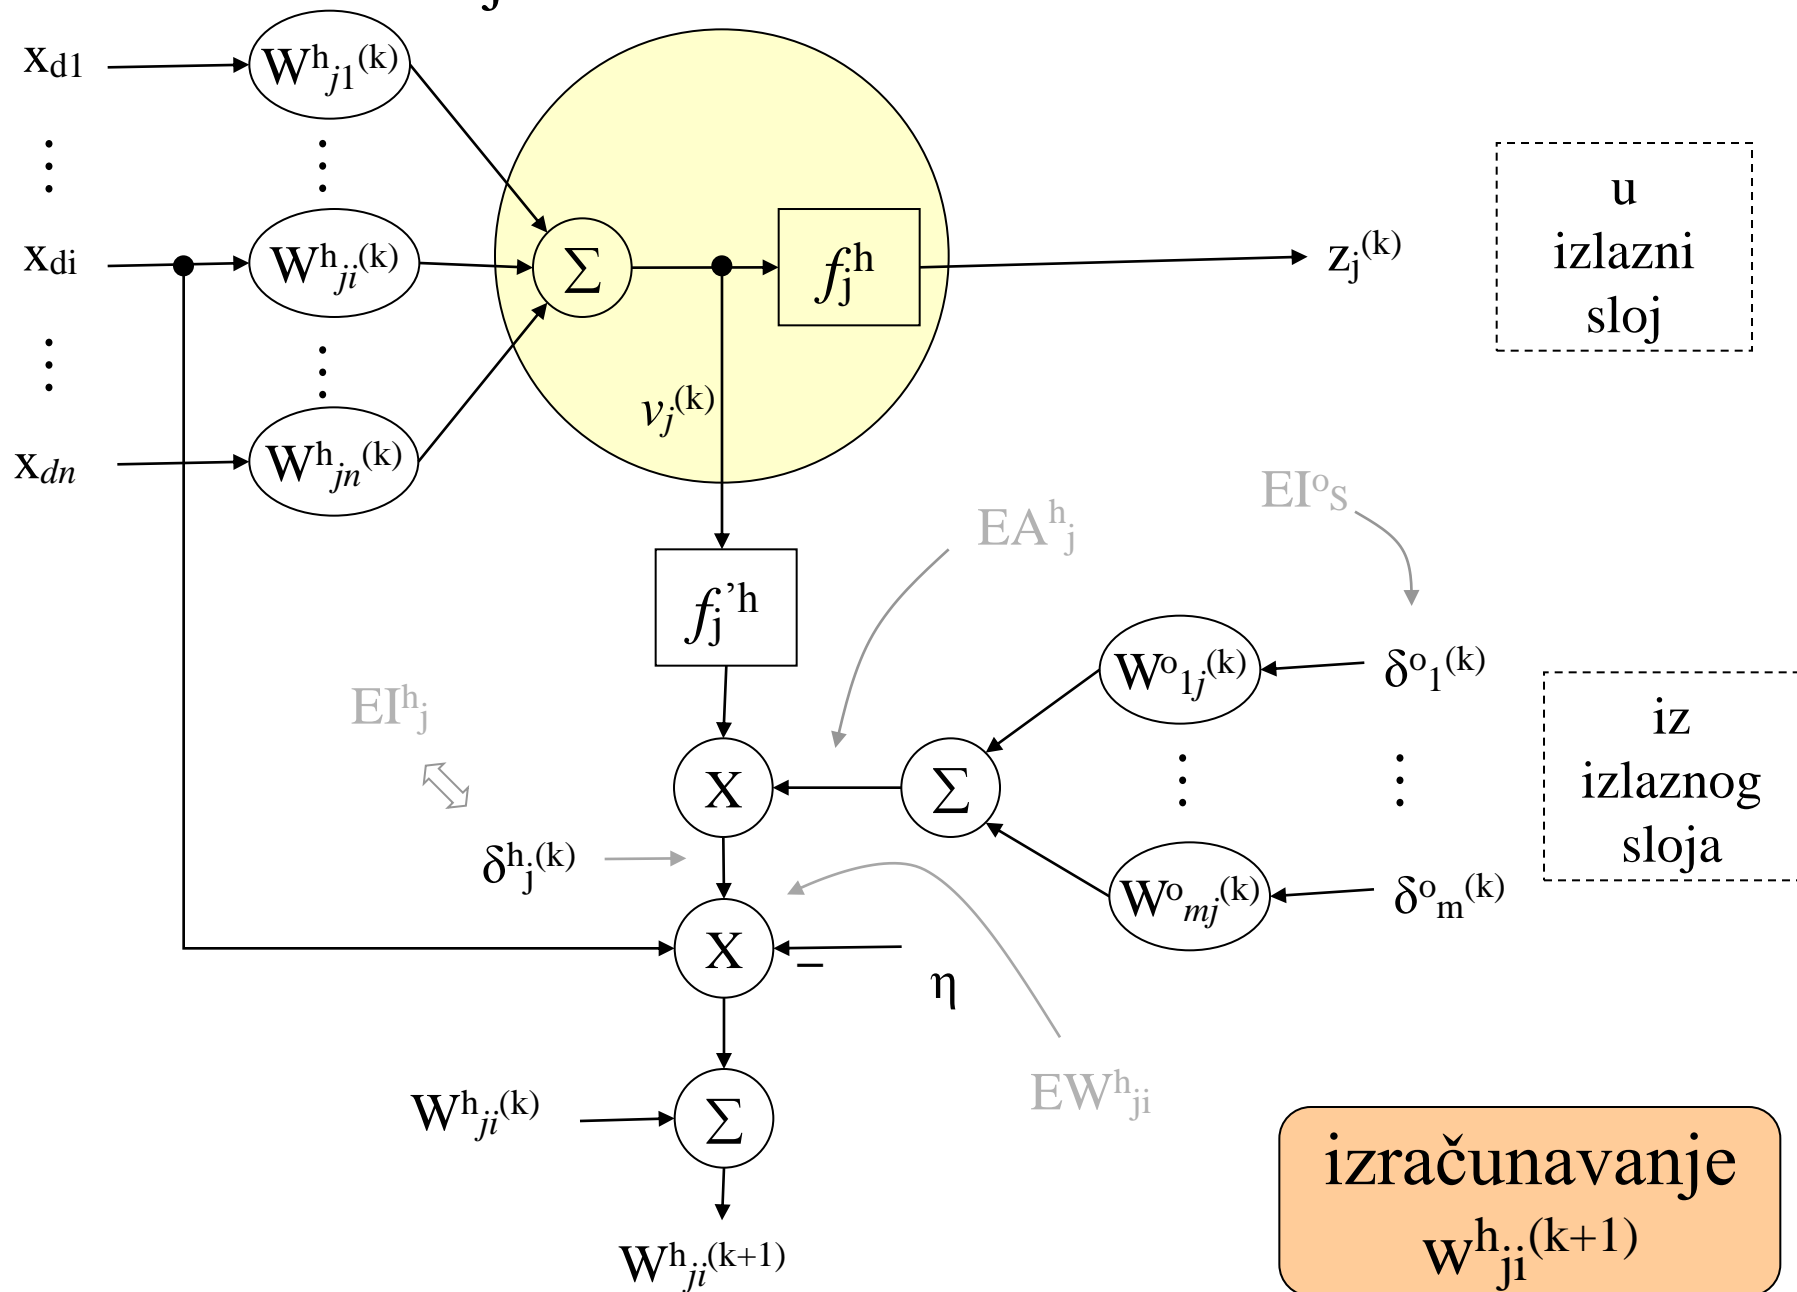 j
x_d1 W^h_j1^(k)
x_di W^h_ji^(k) Σ f_j^h z_j^(k)
u
izlazni
sloj
v_j^(k)
x_dn W^h_jn^(k)
EI^o_S
EA^h_j
f_j^’h
W^o_1j^(k) δ^o_1^(k)
EI^h_j
iz
izlaznog
sloja
X Σ
δ^h_j^(k)
W^o_mj^(k) δ^o_m^(k)
X – η
EW^h_ji
W^h_ji^(k) Σ
W^h_ji^(k+1)
izračunavanje
w^h_ji^(k+1)